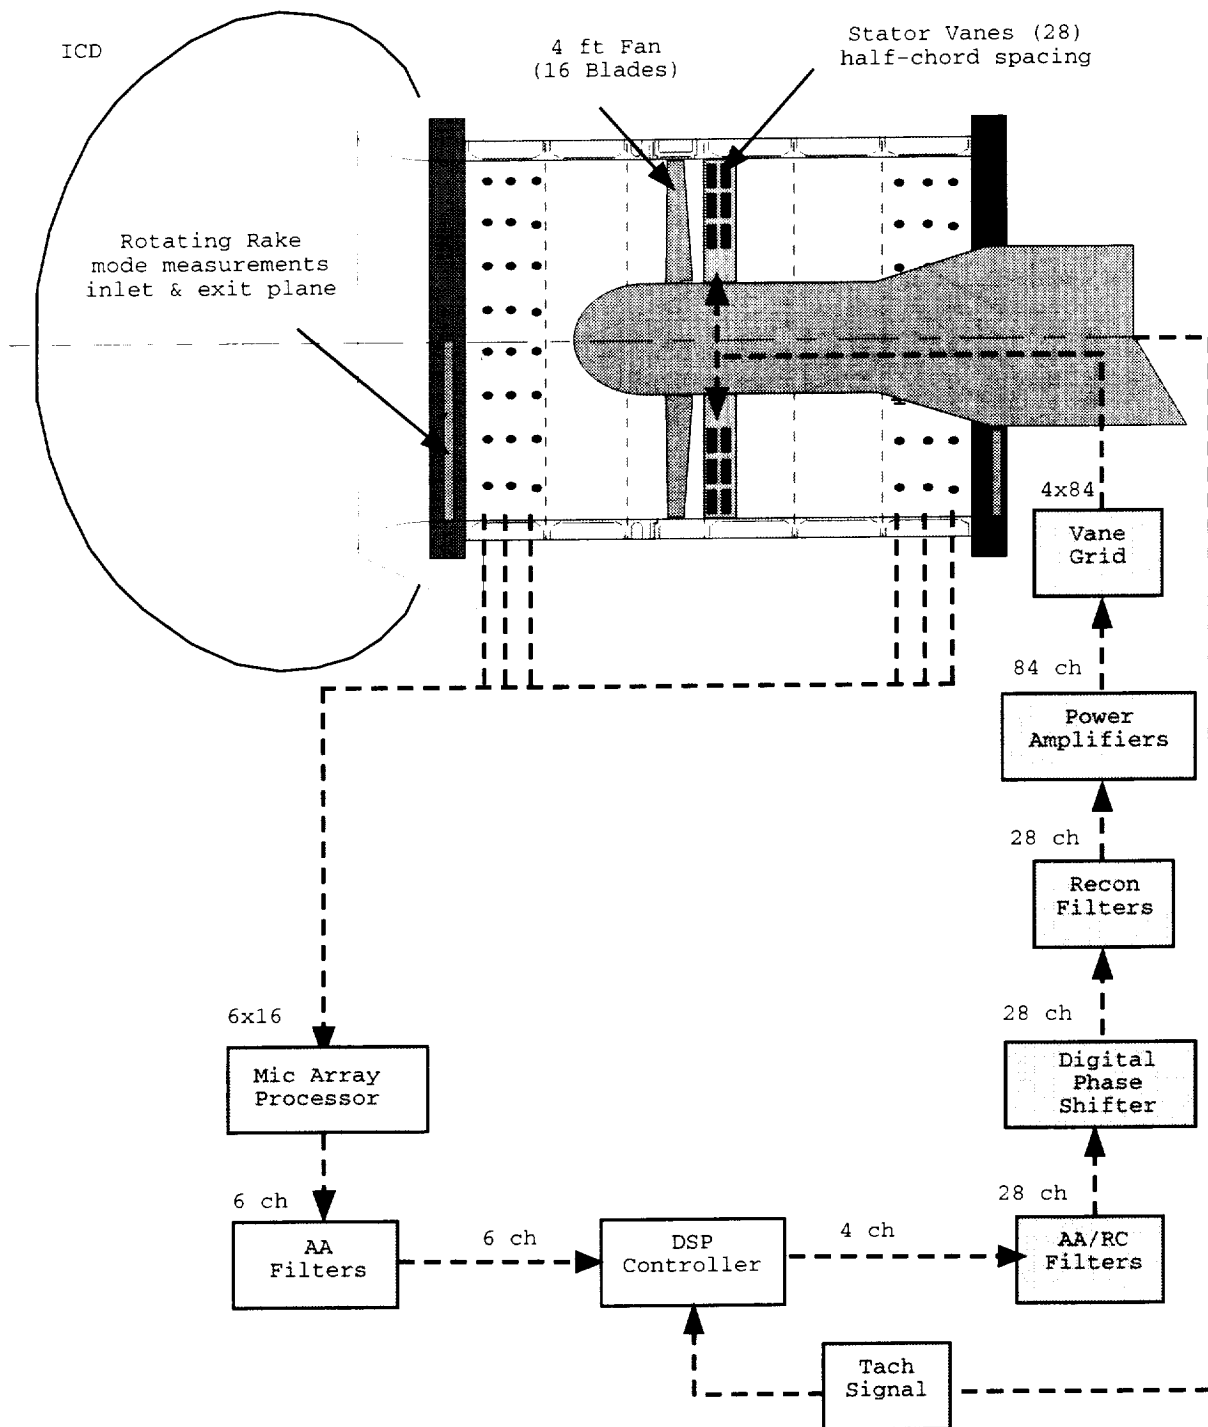 ICD
4 ft Fan
(16 Blades)
Stator Vanes (28)
half-chord spacing
Rotating Rake
mode measurements
inlet & exit plane
4x84
Vane
Grid
84 ch
Power
Amplifiers
28 ch
Recon
Filters
28 ch
Digital
Phase
Shifter
28 ch
AA/RC
Filters
6x16
Mic Array
Processor
6 ch
AA
Filters
6 ch
DSP
Controller
4 ch
Tach
Signal